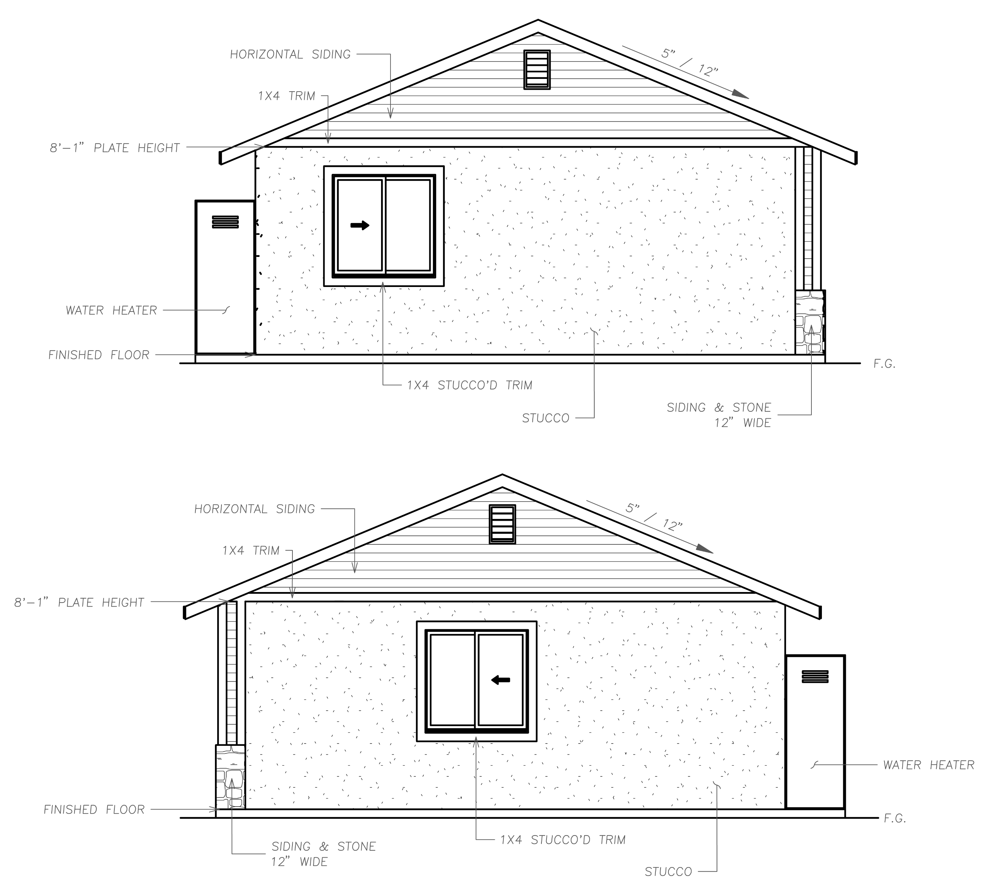 HORIZONTAL SIDING
5” / 12”
1X4 TRIM
8’-1” PLATE HEIGHT
WATER HEATER
FINISHED FLOOR
F.G.
1X4 STUCCO’D TRIM
SIDING & STONE
12” WIDE
STUCCO
HORIZONTAL SIDING
5” / 12”
1X4 TRIM
8’-1” PLATE HEIGHT
WATER HEATER
FINISHED FLOOR
F.G.
1X4 STUCCO’D TRIM
SIDING & STONE
12” WIDE
STUCCO